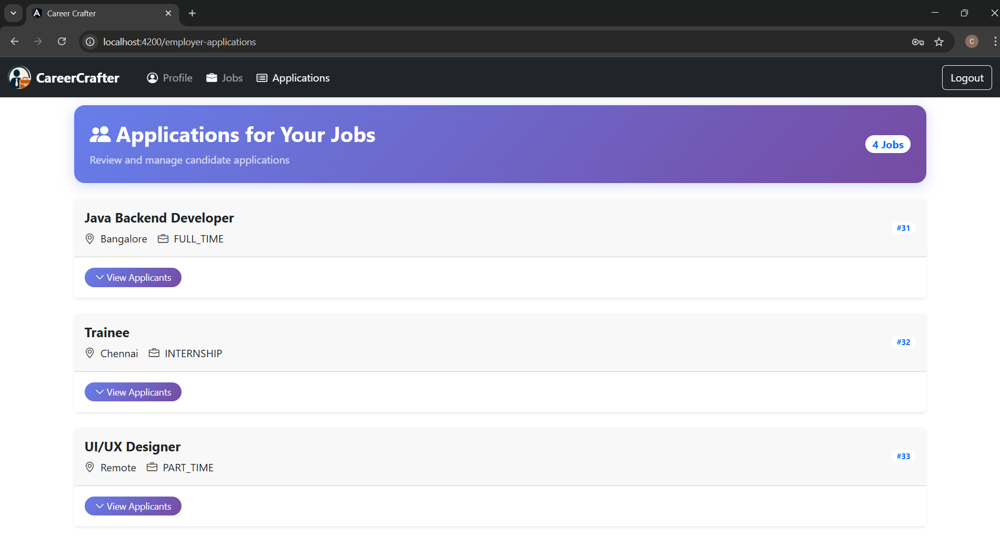 Career Crafter
localhost:4200/employer-applications
C
CareerCrafter Profile Jobs Applications Logout
Applications for Your Jobs
Review and manage candidate applications
4 Jobs
Java Backend Developer
Bangalore FULL_TIME
#31
View Applicants
Trainee
Chennai INTERNSHIP
#32
View Applicants
UI/UX Designer
Remote PART_TIME
#33
View Applicants